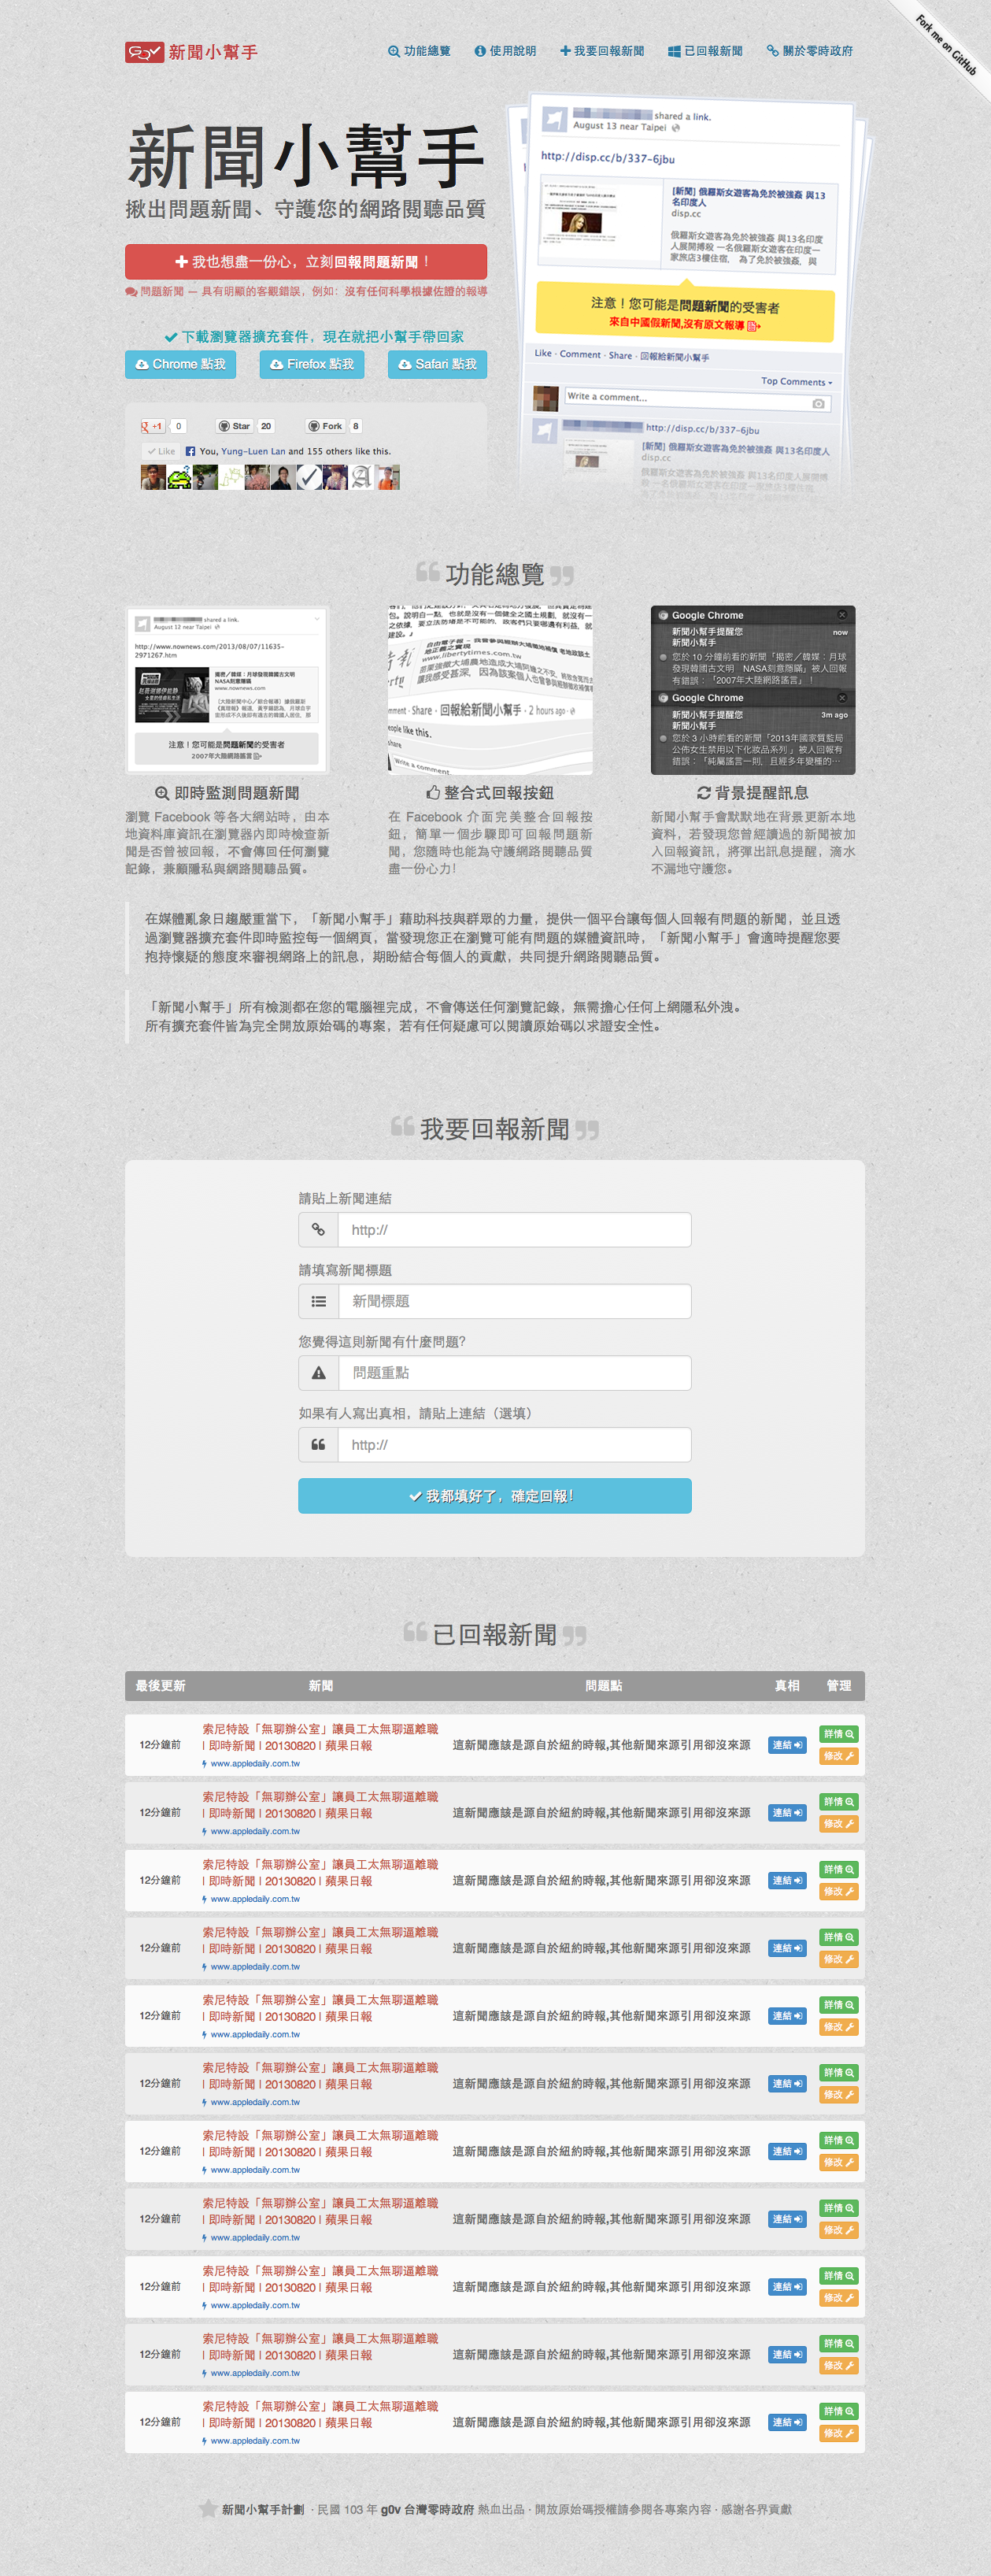 g0v 新聞小幫手
功能總覽 使用說明 我要回報新聞 已回報新聞 關於零時政府
Fork me on GitHub
新聞小幫手
揪出問題新聞、守護您的網路閱聽品質
我也想盡一份心，立刻回報問題新聞！
問題新聞 — 具有明顯的客觀錯誤，例如：沒有任何科學根據佐證的報導
下載瀏覽器擴充套件，現在就把小幫手帶回家
Chrome 點我 Firefox 點我 Safari 點我
+1 0 Star 20 Fork 8
Like You, Yung-Luen Lan and 155 others like this.
shared a link.
August 13 near Taipei
http://disp.cc/b/337-6jbu
[新聞] 俄羅斯女遊客為免於被強姦 與13
名印度人
disp.cc
俄羅斯女遊客為免於被強姦，與13名印度
人展開搏殺 一名俄羅斯女遊客在印度一
家旅店3樓住宿， 為了免於被強姦，與
注意！您可能是問題新聞的受害者
來自中國假新聞,沒有原文報導
Like · Comment · Share · 回報給新聞小幫手
Top Comments
Write a comment...
http://disp.cc/b/337-6jbu
[新聞] 俄羅斯女遊客為免於被強姦 與13名印度人
disp.cc
功能總覽
shared a link.
August 12 near Taipei
http://www.nownews.com/2013/08/07/11635-
2971267.htm
揭密／韓媒：月球發現韓國古文明
NASA刻意隱瞞
www.nownews.com
注意！您可能是問題新聞的受害者
2007年大陸網路謠言
www.libertytimes.com.tw
mment · Share · 回報給新聞小幫手 · 2 hours ago ·
eople like this.
share
Write a comment...
Google Chrome
新聞小幫手提醒您 now
新聞小幫手
您於 10 分鐘前看的新聞「揭密／韓媒：月球
發現韓國古文明 NASA刻意隱瞞」被人回報
有錯誤：「2007年大陸網路謠言」！
Google Chrome
新聞小幫手提醒您 3m ago
新聞小幫手
您於 3 小時前看的新聞「2013年國家質監局
公佈女生禁用以下化妝品系列 」被人回報有
錯誤：「純屬謠言一則，且經多年變種的…
即時監測問題新聞
瀏覽 Facebook 等各大網站時，由本
地資料庫資訊在瀏覽器內即時檢查新
聞是否曾被回報，不會傳回任何瀏覽
記錄，兼顧隱私與網路閱聽品質。
整合式回報按鈕
在 Facebook 介面完美整合回報按
鈕，簡單一個步驟即可回報問題新
聞，您隨時也能為守護網路閱聽品質
盡一份心力！
背景提醒訊息
新聞小幫手會默默地在背景更新本地
資料，若發現您曾經讀過的新聞被加
入回報資訊，將彈出訊息提醒，滴水
不漏地守護您。
在媒體亂象日趨嚴重當下，「新聞小幫手」藉助科技與群眾的力量，提供一個平台讓每個人回報有問題的新聞，並且透
過瀏覽器擴充套件即時監控每一個網頁，當發現您正在瀏覽可能有問題的媒體資訊時，「新聞小幫手」會適時提醒您要
抱持懷疑的態度來審視網路上的訊息，期盼結合每個人的貢獻，共同提升網路閱聽品質。
「新聞小幫手」所有檢測都在您的電腦裡完成，不會傳送任何瀏覽記錄，無需擔心任何上網隱私外洩。
所有擴充套件皆為完全開放原始碼的專案，若有任何疑慮可以閱讀原始碼以求證安全性。
我要回報新聞
請貼上新聞連結
http://
請填寫新聞標題
新聞標題
您覺得這則新聞有什麼問題?
問題重點
如果有人寫出真相，請貼上連結（選填）
http://
我都填好了，確定回報！
已回報新聞
最後更新 新聞 問題點 真相 管理
索尼特設「無聊辦公室」讓員工太無聊逼離職 詳情
12分鐘前 | 即時新聞 | 20130820 | 蘋果日報 這新聞應該是源自於紐約時報,其他新聞來源引用卻沒來源 連結
www.appledaily.com.tw 修改
索尼特設「無聊辦公室」讓員工太無聊逼離職 詳情
12分鐘前 | 即時新聞 | 20130820 | 蘋果日報 這新聞應該是源自於紐約時報,其他新聞來源引用卻沒來源 連結
www.appledaily.com.tw 修改
索尼特設「無聊辦公室」讓員工太無聊逼離職 詳情
12分鐘前 | 即時新聞 | 20130820 | 蘋果日報 這新聞應該是源自於紐約時報,其他新聞來源引用卻沒來源 連結
www.appledaily.com.tw 修改
索尼特設「無聊辦公室」讓員工太無聊逼離職 詳情
12分鐘前 | 即時新聞 | 20130820 | 蘋果日報 這新聞應該是源自於紐約時報,其他新聞來源引用卻沒來源 連結
www.appledaily.com.tw 修改
索尼特設「無聊辦公室」讓員工太無聊逼離職 詳情
12分鐘前 | 即時新聞 | 20130820 | 蘋果日報 這新聞應該是源自於紐約時報,其他新聞來源引用卻沒來源 連結
www.appledaily.com.tw 修改
索尼特設「無聊辦公室」讓員工太無聊逼離職 詳情
12分鐘前 | 即時新聞 | 20130820 | 蘋果日報 這新聞應該是源自於紐約時報,其他新聞來源引用卻沒來源 連結
www.appledaily.com.tw 修改
索尼特設「無聊辦公室」讓員工太無聊逼離職 詳情
12分鐘前 | 即時新聞 | 20130820 | 蘋果日報 這新聞應該是源自於紐約時報,其他新聞來源引用卻沒來源 連結
www.appledaily.com.tw 修改
索尼特設「無聊辦公室」讓員工太無聊逼離職 詳情
12分鐘前 | 即時新聞 | 20130820 | 蘋果日報 這新聞應該是源自於紐約時報,其他新聞來源引用卻沒來源 連結
www.appledaily.com.tw 修改
索尼特設「無聊辦公室」讓員工太無聊逼離職 詳情
12分鐘前 | 即時新聞 | 20130820 | 蘋果日報 這新聞應該是源自於紐約時報,其他新聞來源引用卻沒來源 連結
www.appledaily.com.tw 修改
索尼特設「無聊辦公室」讓員工太無聊逼離職 詳情
12分鐘前 | 即時新聞 | 20130820 | 蘋果日報 這新聞應該是源自於紐約時報,其他新聞來源引用卻沒來源 連結
www.appledaily.com.tw 修改
索尼特設「無聊辦公室」讓員工太無聊逼離職 詳情
12分鐘前 | 即時新聞 | 20130820 | 蘋果日報 這新聞應該是源自於紐約時報,其他新聞來源引用卻沒來源 連結
www.appledaily.com.tw 修改
新聞小幫手計劃 · 民國 103 年 g0v 台灣零時政府 熱血出品 · 開放原始碼授權請參閱各專案內容 · 感謝各界貢獻